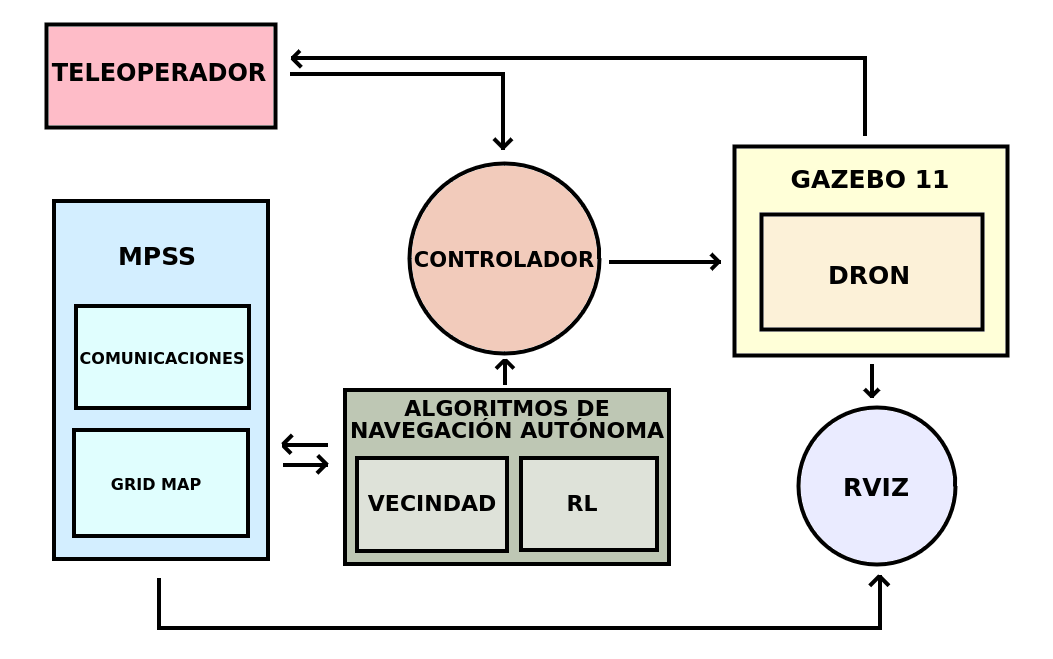 TELEOPERADOR
GAZEBO 11
DRON
CONTROLADOR
MPSS
COMUNICACIONES
GRID MAP
ALGORITMOS DE
NAVEGACIÓN AUTÓNOMA
VECINDAD
RL
RVIZ